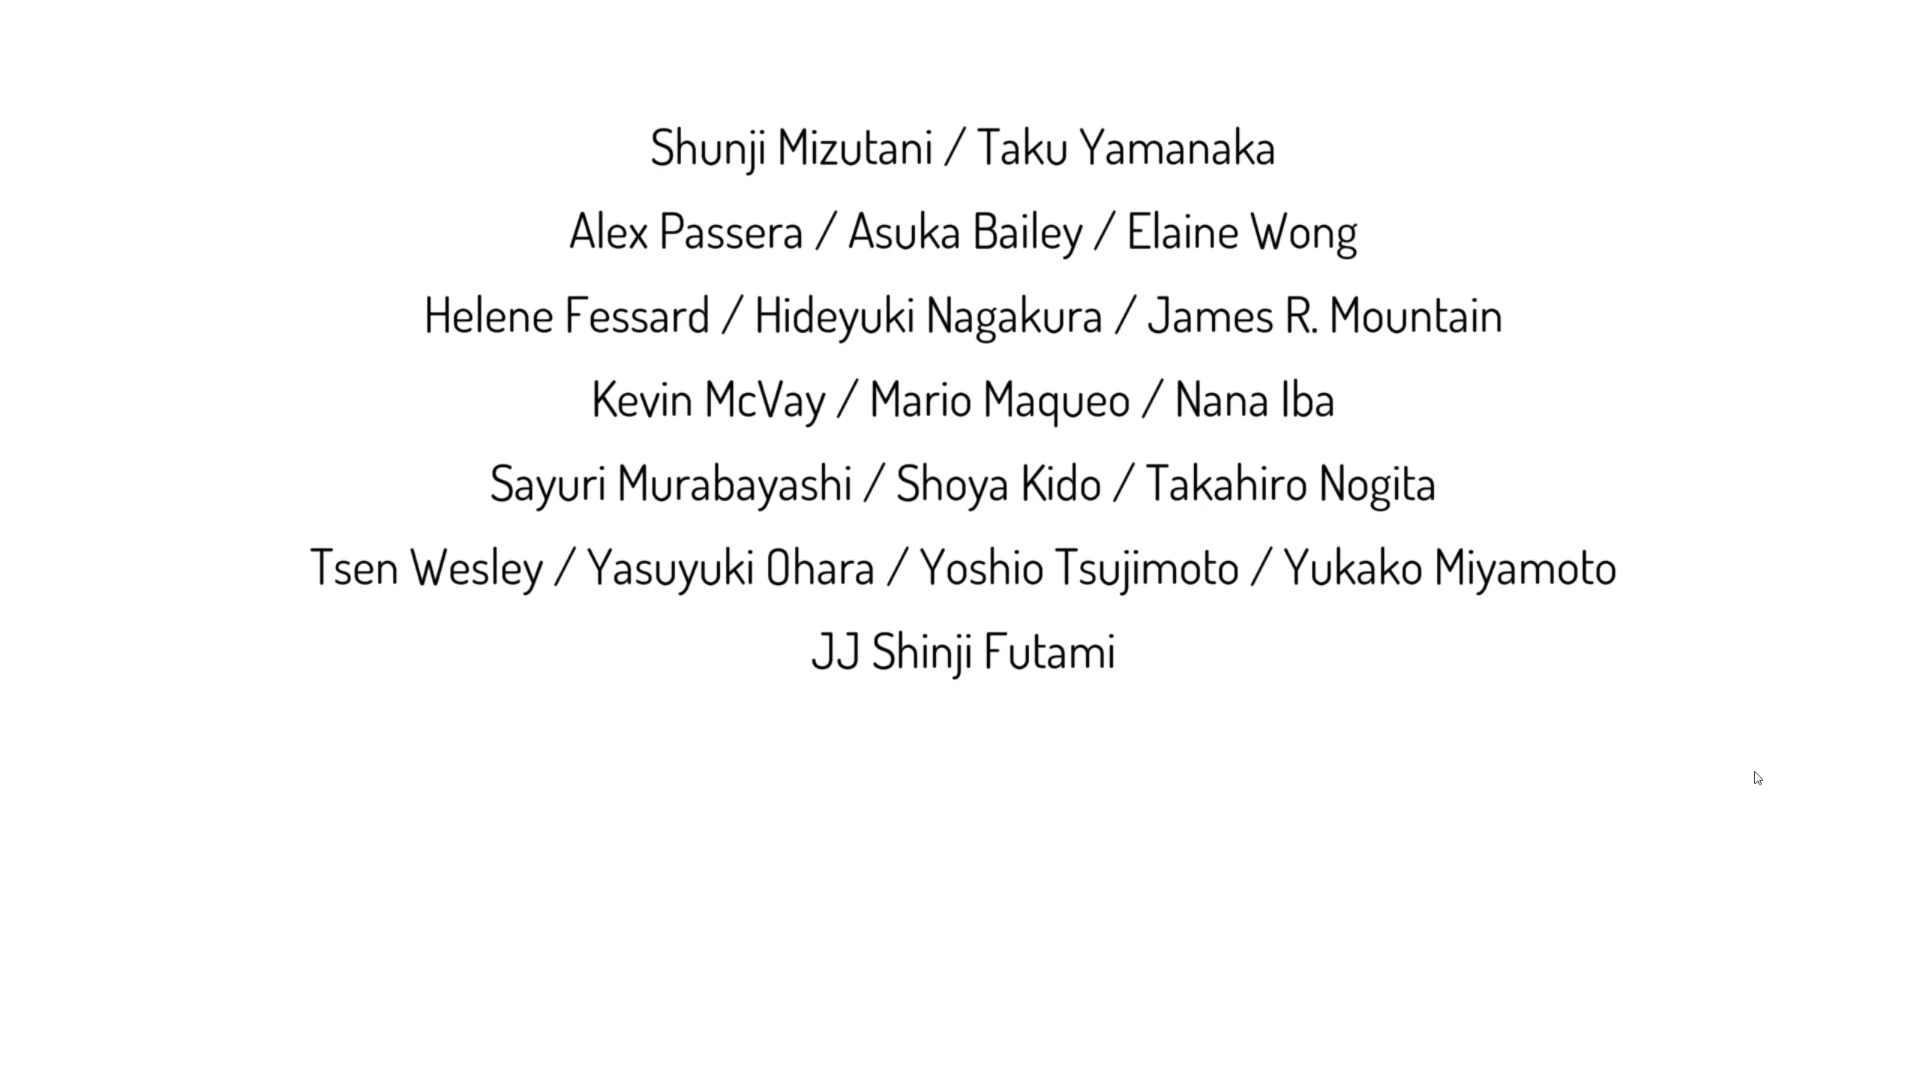 Shunji Mizutani / Taku Yamanaka
Alex Passera / Asuka Bailey / Elaine Wong
Helene Fessard / Hideyuki Nagakura / James R. Mountain
Kevin McVay / Mario Maqueo / Nana Iba
Sayuri Murabayashi / Shoya Kido / Takahiro Nogita
Tsen Wesley / Yasuyuki Ohara / Yoshio Tsujimoto / Yukako Miyamoto
JJ Shinji Futami